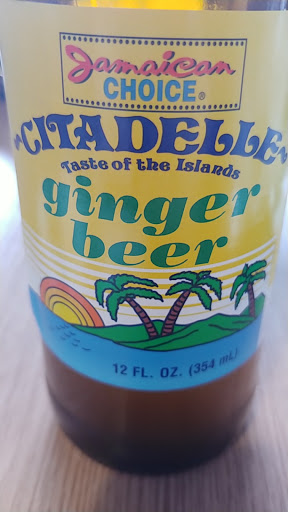 Jamaican
CHOICE®
~CITADELLE~
Taste of the Islands
ginger
beer
12 FL. OZ. (354 mL)